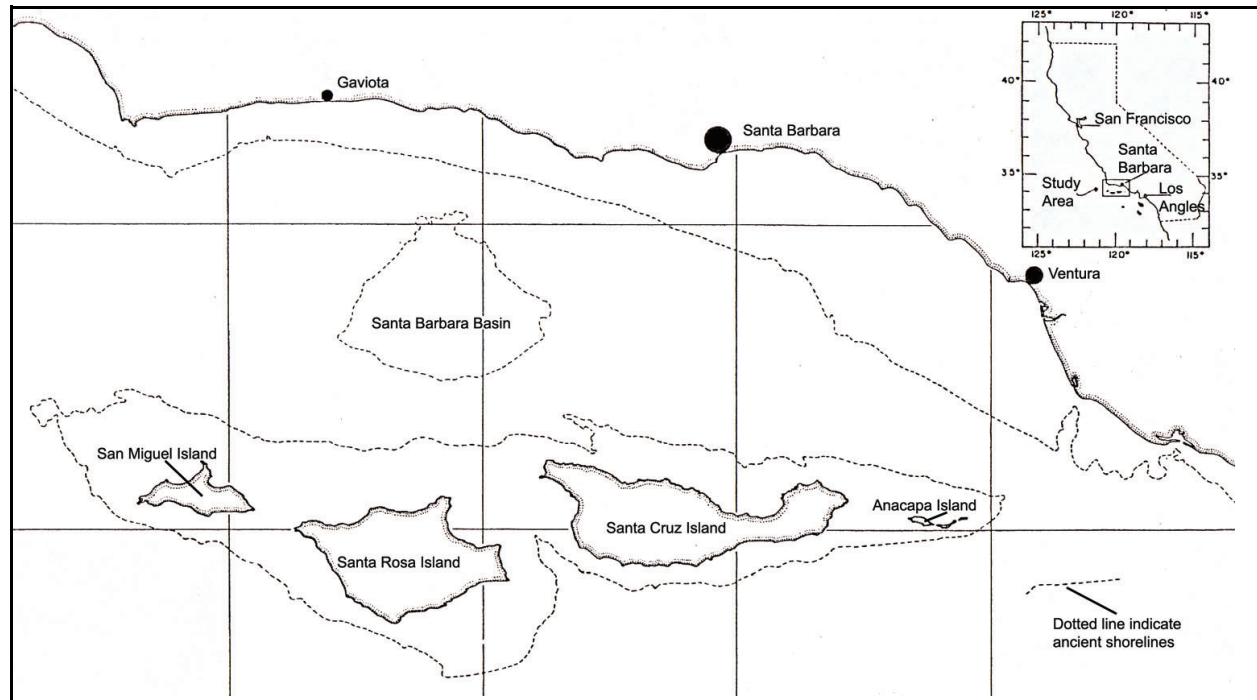 Gaviota
Santa Barbara
Ventura
Santa Barbara Basin
San Miguel Island
Santa Rosa Island
Santa Cruz Island
Anacapa Island
Dotted line indicate
ancient shorelines
125°
120°
115°
40°
40°
San Francisco
Santa
Barbara
35°
35°
Study
Area
Los
Angles
125°
120°
115°